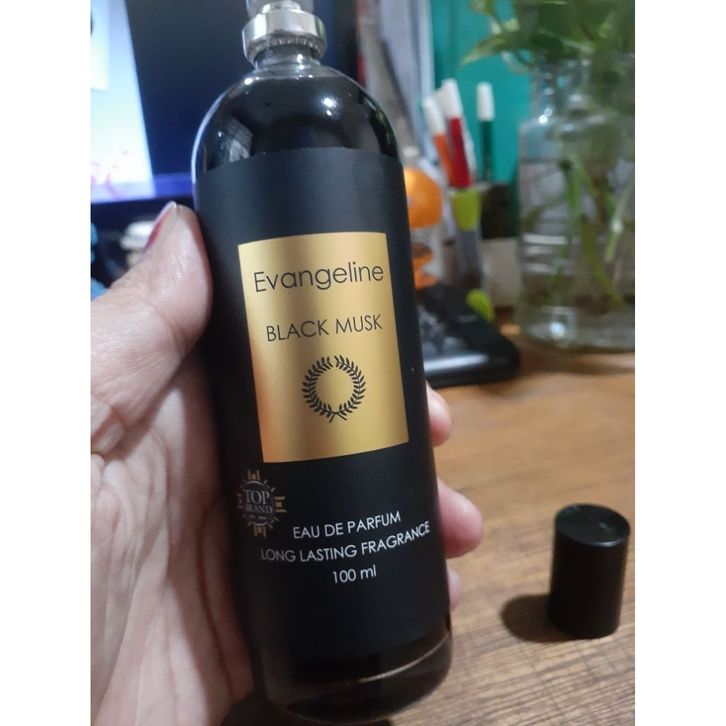 Evangeline
BLACK MUSK
TOP
BRAND
EAU DE PARFUM
LONG LASTING FRAGRANCE
100 ml